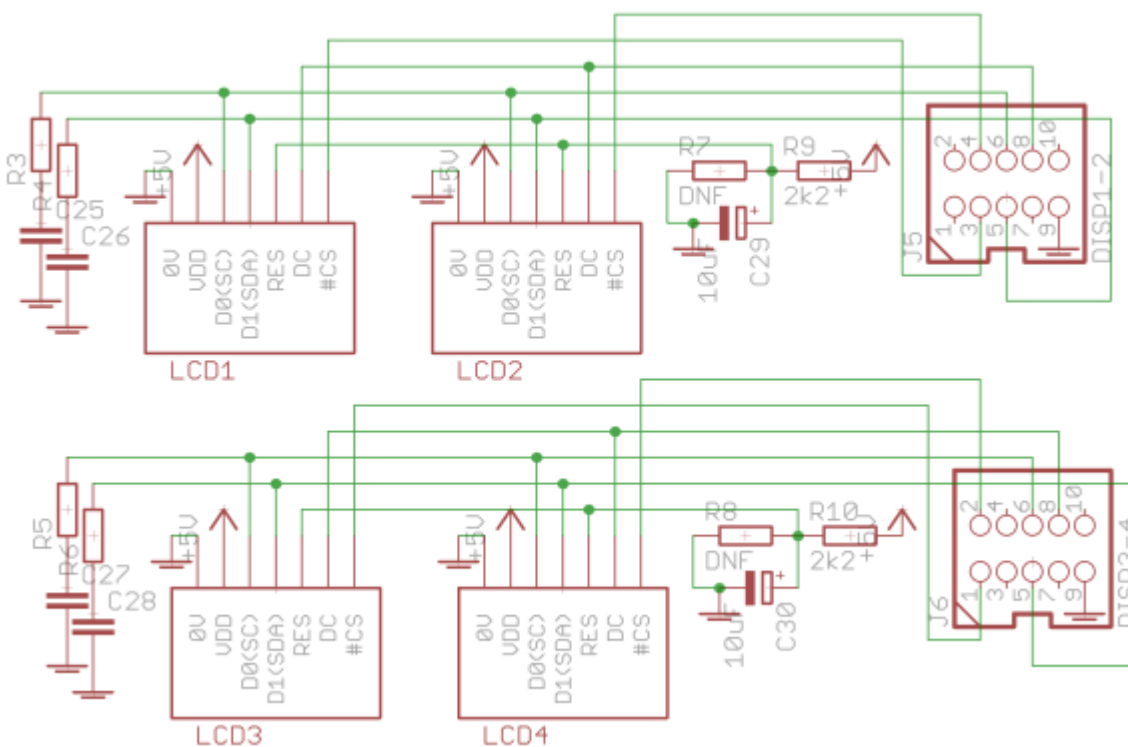 R3
R4
C25
C26
+5V
0V
VDD
D0(SC)
D1(SDA)
RES
DC
#CS
LCD1
+5V
0V
VDD
D0(SC)
D1(SDA)
RES
DC
#CS
LCD2
R7
DNF
R9
2k2
+5V
10uF
C29
2
4
6
8
10
1
3
5
7
9
J5
DISP1-2
R5
R6
C27
C28
+5V
0V
VDD
D0(SC)
D1(SDA)
RES
DC
#CS
LCD3
+5V
0V
VDD
D0(SC)
D1(SDA)
RES
DC
#CS
LCD4
R8
DNF
R10
2k2
+5V
10uF
C30
2
4
6
8
10
1
3
5
7
9
J6
DISP3-4